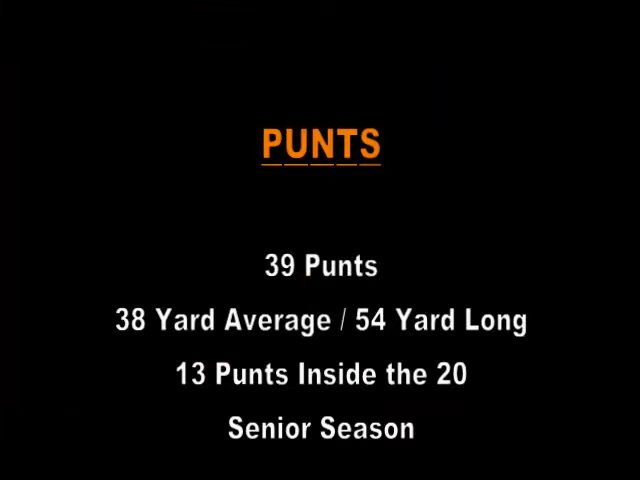 PUNTS
39 Punts
38 Yard Average / 54 Yard Long
13 Punts Inside the 20
Senior Season